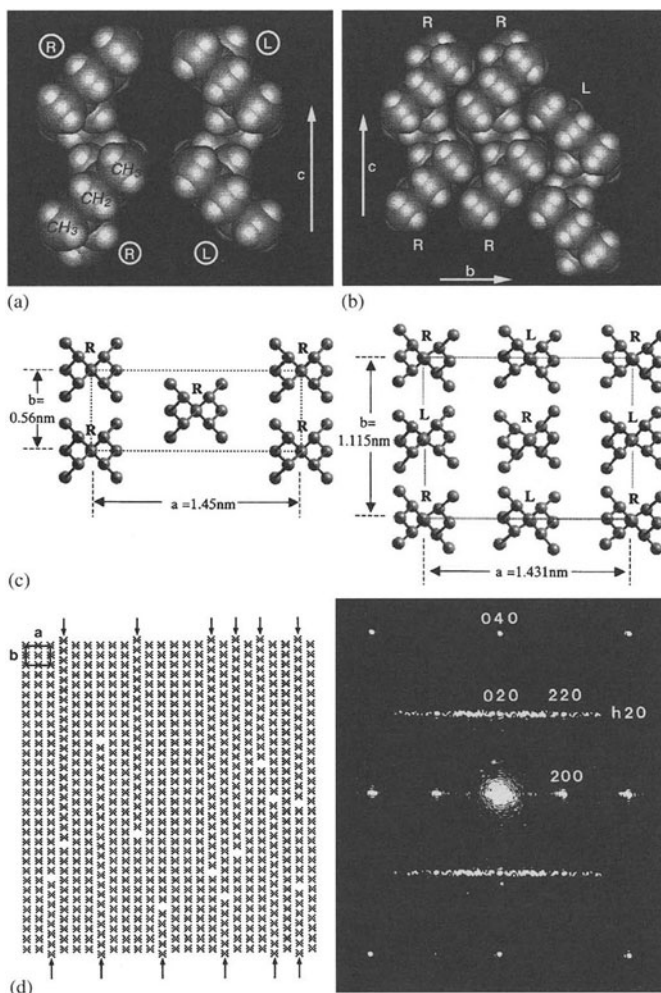 R L
CH3
CH2
CH3
c
R L
(a)
R R
L
c
R R
b
(b)
R R
b=
0.56nm
R
R R
a =1.45nm
R L R
b=
1.115nm
L R L
R L R
a =1.431nm
(c)
a
b
(d)
040
020 220
h20
200